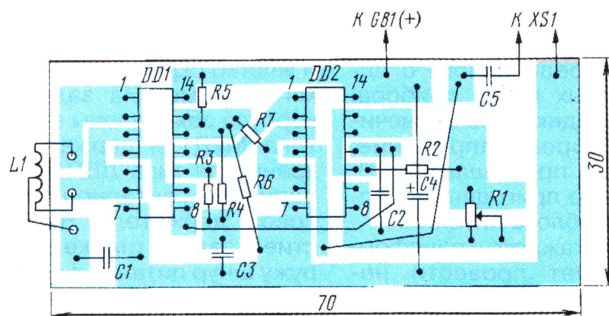 К GB1(+)
К XS1
DD1
DD2
1
14
R5
1
14
C5
R7
L1
R3
R6
R2
C4
+
30
R1
7
8
R4
7
8
C2
C1
C3
70